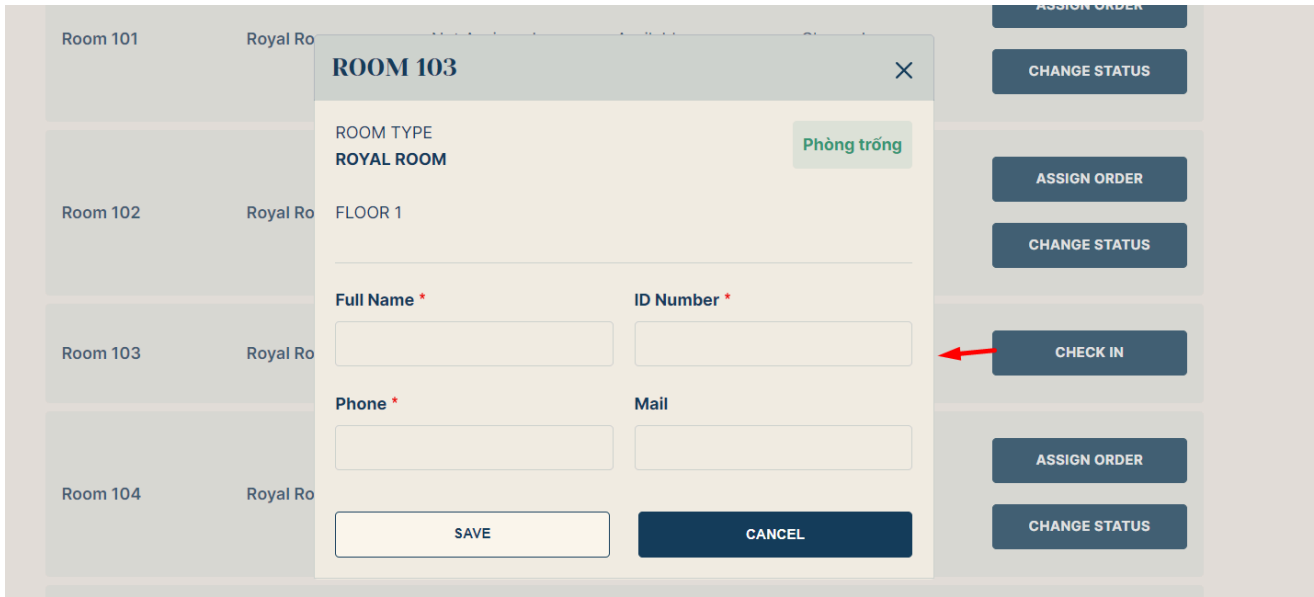 ASSIGN ORDER
Room 101
Royal Ro
CHANGE STATUS
ROOM 103
ROOM TYPE
ROYAL ROOM
Phòng trống
ASSIGN ORDER
Room 102
Royal Ro
FLOOR 1
CHANGE STATUS
Full Name *
ID Number *
Room 103
Royal Ro
CHECK IN
Phone *
Mail
ASSIGN ORDER
Room 104
Royal Ro
CHANGE STATUS
SAVE
CANCEL